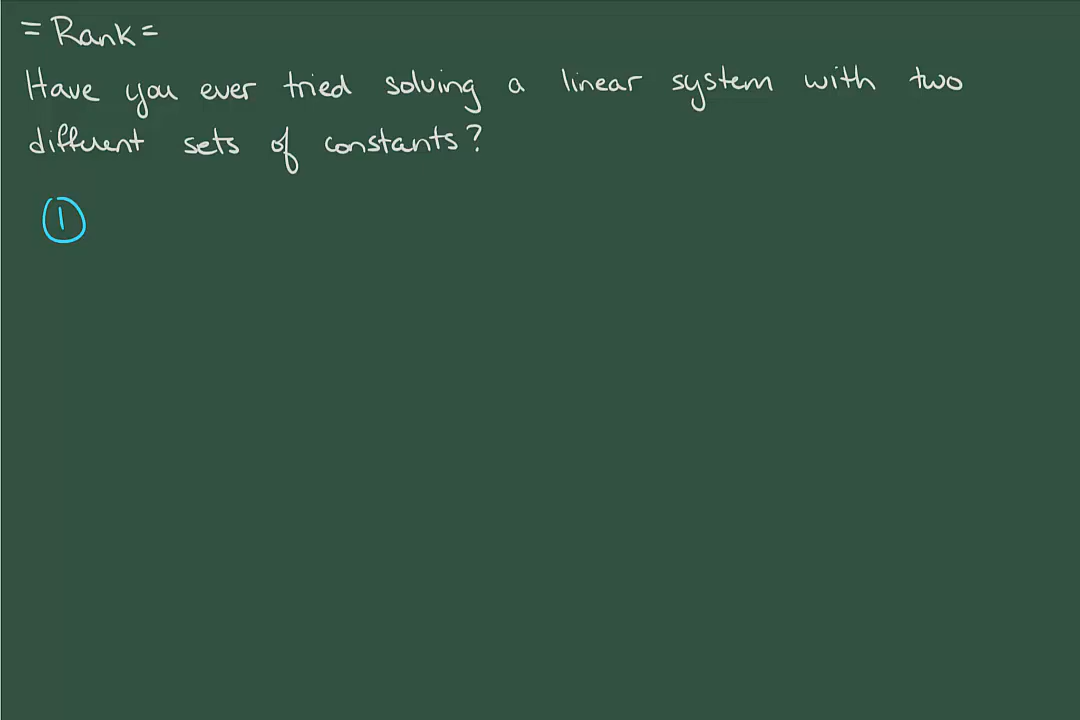 = Rank =
Have you ever tried solving a linear system with two
different sets of constants?
①